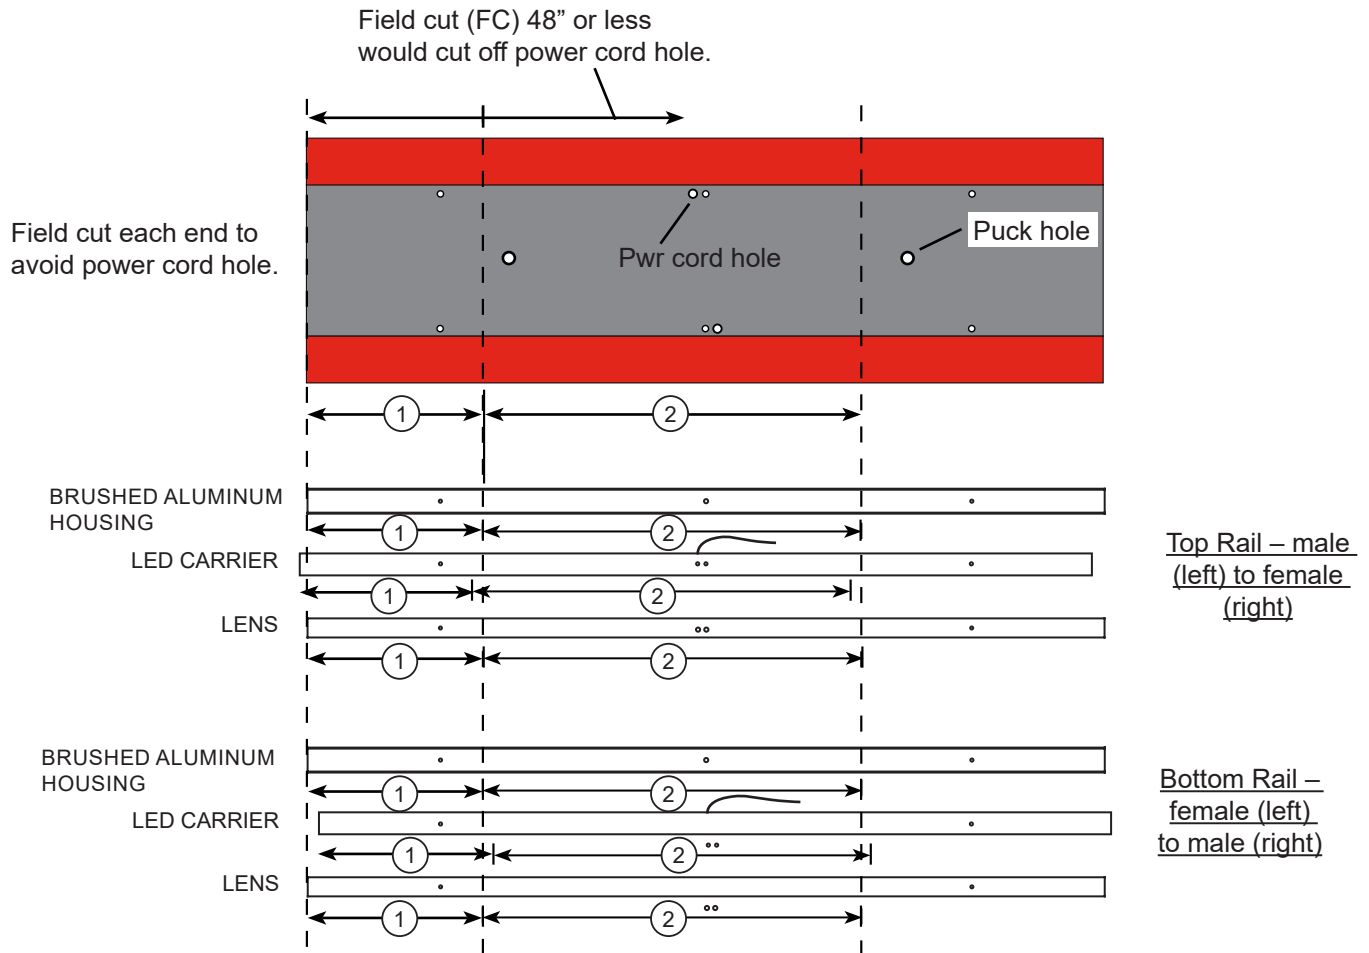 Field cut (FC) 48” or less
would cut off power cord hole.
Field cut each end to
avoid power cord hole.
Pwr cord hole
Puck hole
1
2
BRUSHED ALUMINUM
HOUSING
1
2
LED CARRIER
1
2
LENS
1
2
Top Rail – male
(left) to female
(right)
BRUSHED ALUMINUM
HOUSING
1
2
LED CARRIER
1
2
LENS
1
2
Bottom Rail –
female (left)
to male (right)